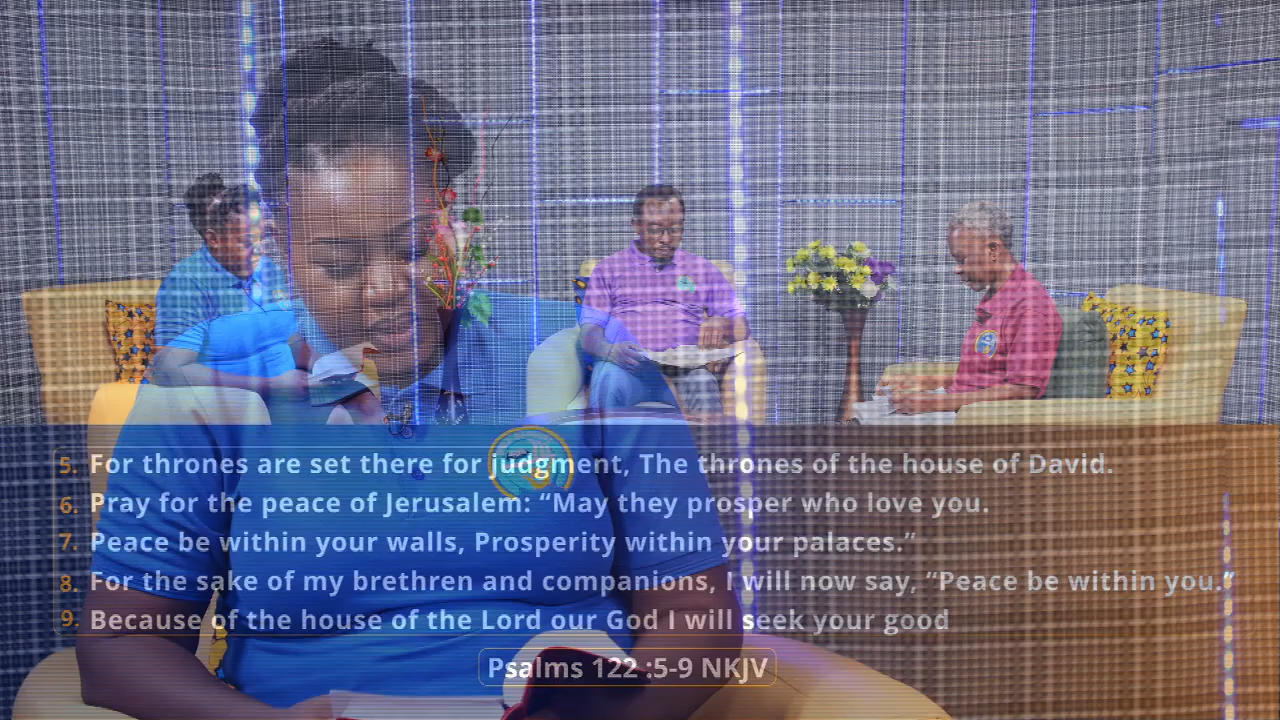 5. For thrones are set there for judgment, The thrones of the house of David.
6. Pray for the peace of Jerusalem: “May they prosper who love you.
7. Peace be within your walls, Prosperity within your palaces.”
8. For the sake of my brethren and companions, I will now say, “Peace be within you.”
9. Because of the house of the Lord our God I will seek your good
Psalms 122 :5-9 NKJV